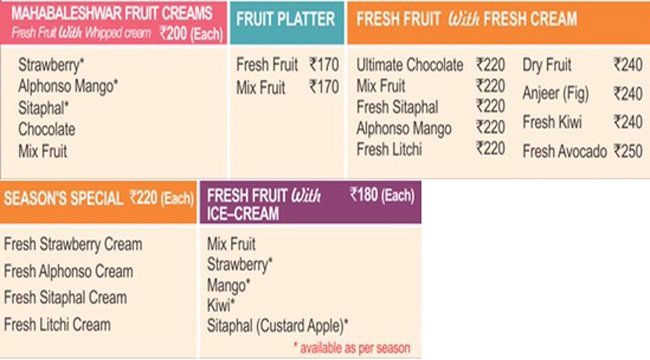 MAHABALESHWAR FRUIT CREAMS
Fresh Fruit With Whipped cream ₹200 (Each)
Strawberry*
Alphonso Mango*
Sitaphal*
Chocolate
Mix Fruit
FRUIT PLATTER
Fresh Fruit ₹170
Mix Fruit ₹170
FRESH FRUIT With FRESH CREAM
Ultimate Chocolate ₹220
Mix Fruit ₹220
Fresh Sitaphal ₹220
Alphonso Mango ₹220
Fresh Litchi ₹220
Dry Fruit ₹240
Anjeer (Fig) ₹240
Fresh Kiwi ₹240
Fresh Avocado ₹250
SEASON'S SPECIAL ₹220 (Each)
Fresh Strawberry Cream
Fresh Alphonso Cream
Fresh Sitaphal Cream
Fresh Litchi Cream
FRESH FRUIT With ₹180 (Each)
ICE–CREAM
Mix Fruit
Strawberry*
Mango*
Kiwi*
Sitaphal (Custard Apple)*
* available as per season